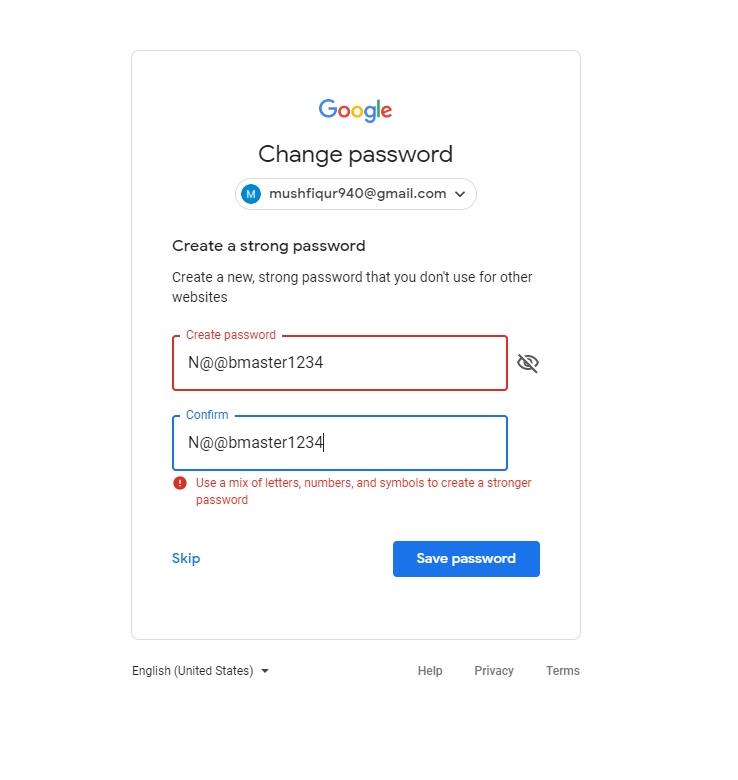 Google
Change password
M mushfiqur940@gmail.com
Create a strong password
Create a new, strong password that you don't use for other
websites
Create password
N@@bmaster1234
Confirm
N@@bmaster1234
! Use a mix of letters, numbers, and symbols to create a stronger
password
Skip Save password
English (United States) Help Privacy Terms